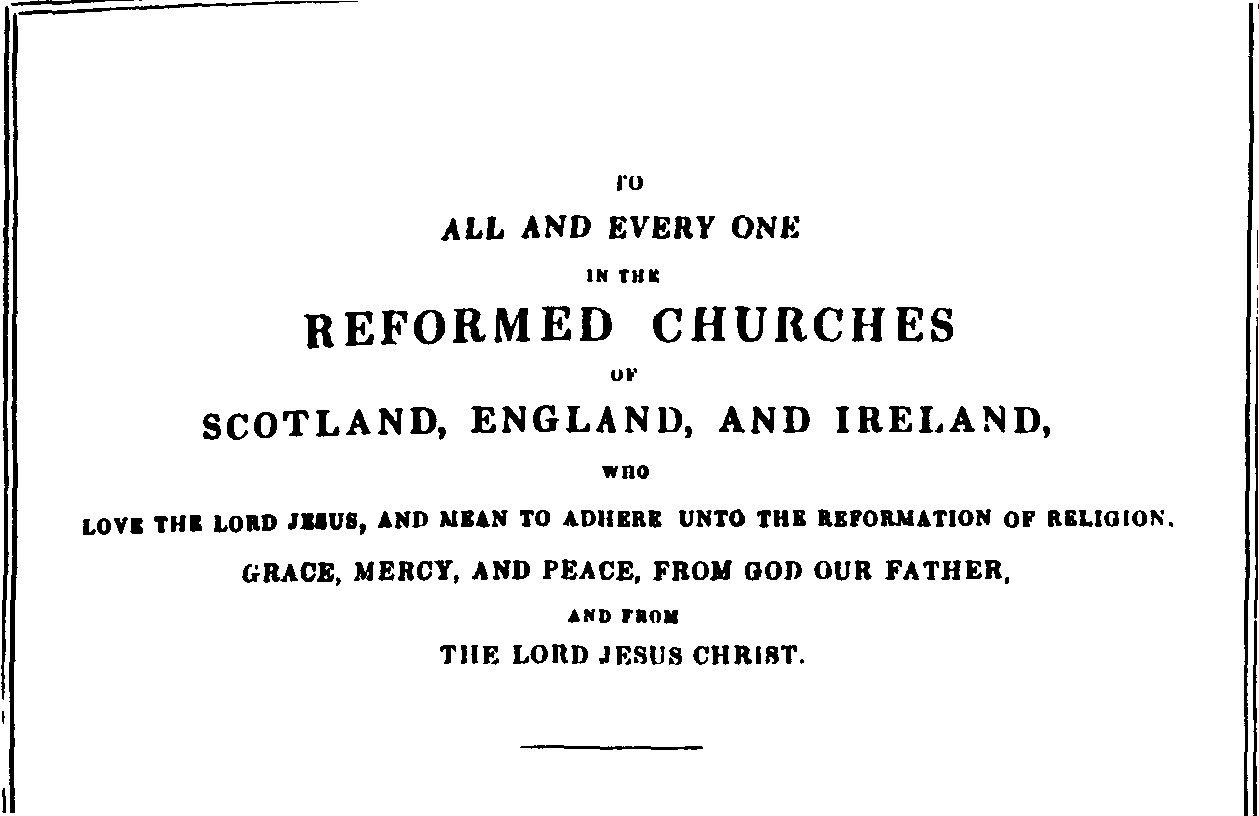 TO
ALL AND EVERY ONE
IN THE
REFORMED CHURCHES
OF
SCOTLAND, ENGLAND, AND IRELAND,
WHO
LOVE THE LORD JESUS, AND MEAN TO ADHERE UNTO THE REFORMATION OF RELIGION.
GRACE, MERCY, AND PEACE, FROM GOD OUR FATHER,
AND FROM
THE LORD JESUS CHRIST.